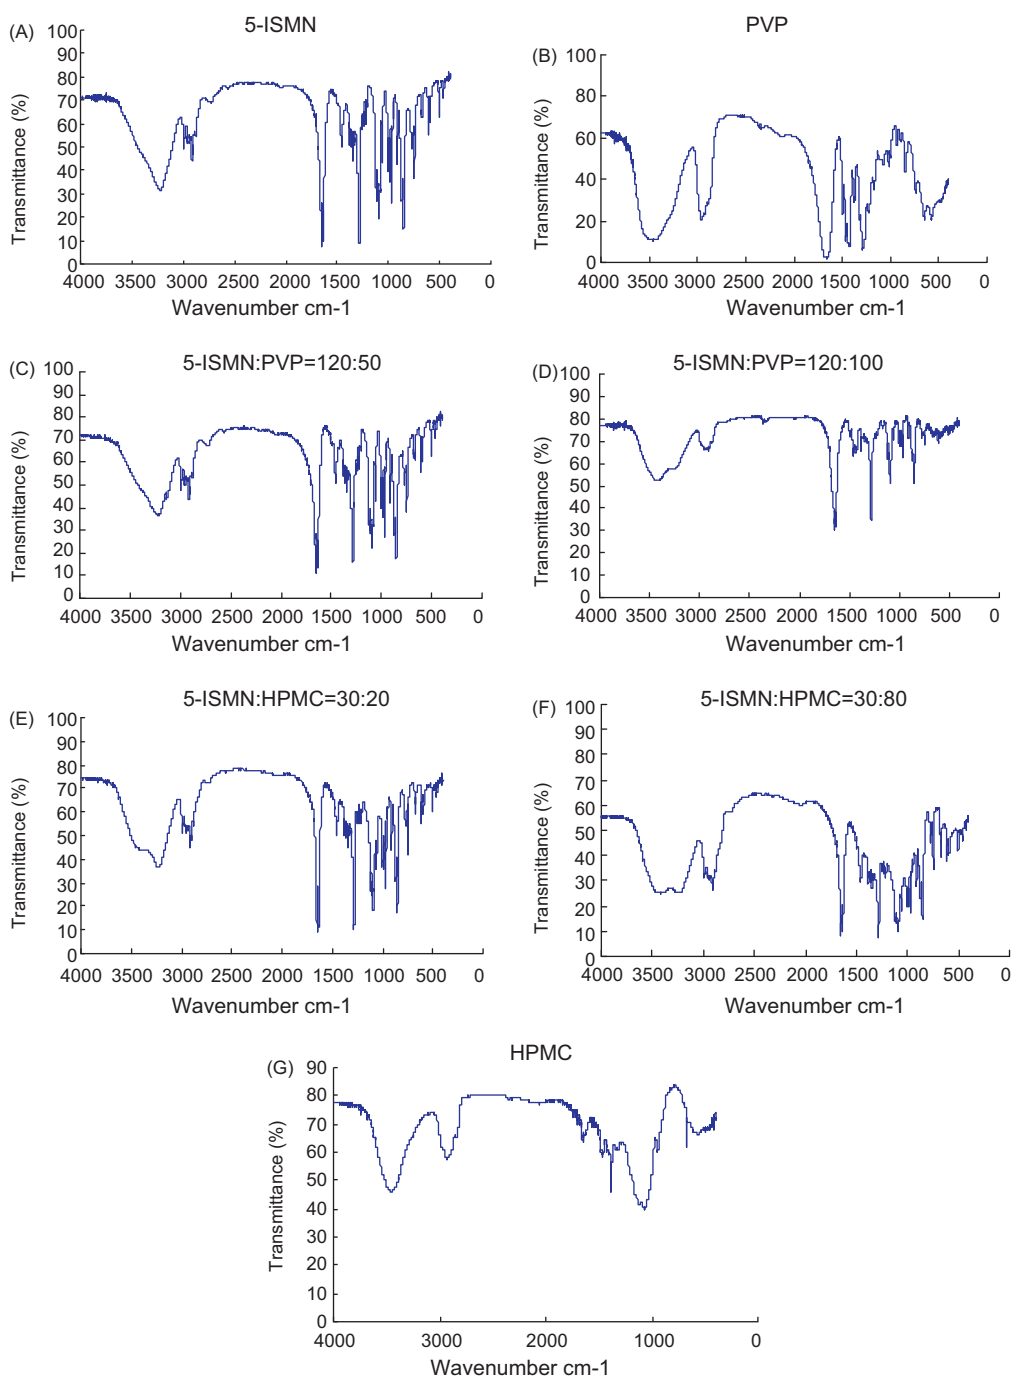 (A)
5-ISMN
100
90
80
70
60
50
40
30
20
10
0
Transmittance (%)
4000 3500 3000 2500 2000 1500 1000 500 0
Wavenumber cm-1
(B)
PVP
100
80
60
40
20
0
Transmittance (%)
4000 3500 3000 2500 2000 1500 1000 500 0
Wavenumber cm-1
(C)
5-ISMN:PVP=120:50
100
90
80
70
60
50
40
30
20
10
0
Transmittance (%)
4000 3500 3000 2500 2000 1500 1000 500 0
Wavenumber cm-1
(D)
5-ISMN:PVP=120:100
100
90
80
70
60
50
40
30
20
10
0
Transmittance (%)
4000 3500 3000 2500 2000 1500 1000 500 0
Wavenumber cm-1
(E)
5-ISMN:HPMC=30:20
100
90
80
70
60
50
40
30
20
10
0
Transmittance (%)
4000 3500 3000 2500 2000 1500 1000 500 0
Wavenumber cm-1
(F)
5-ISMN:HPMC=30:80
100
90
80
70
60
50
40
30
20
10
0
Transmittance (%)
4000 3500 3000 2500 2000 1500 1000 500 0
Wavenumber cm-1
(G)
HPMC
90
80
70
60
50
40
30
20
10
0
Transmittance (%)
4000 3000 2000 1000 0
Wavenumber cm-1